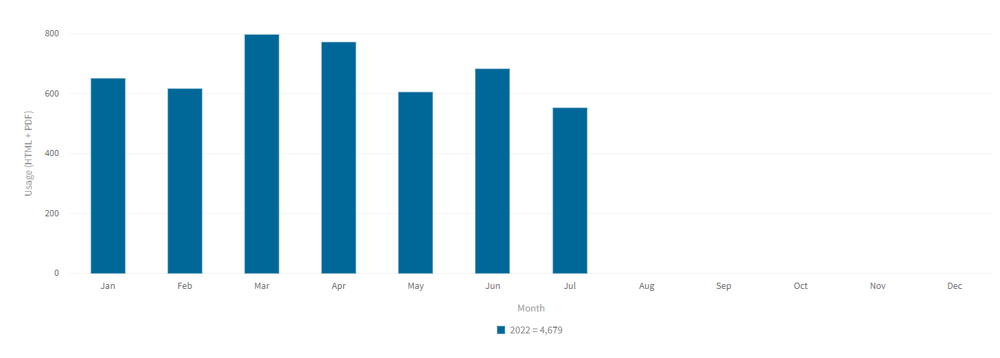 800
600
400
200
0
Usage (HTML + PDF)
Jan Feb Mar Apr May Jun Jul Aug Sep Oct Nov Dec
Month
2022 = 4,679